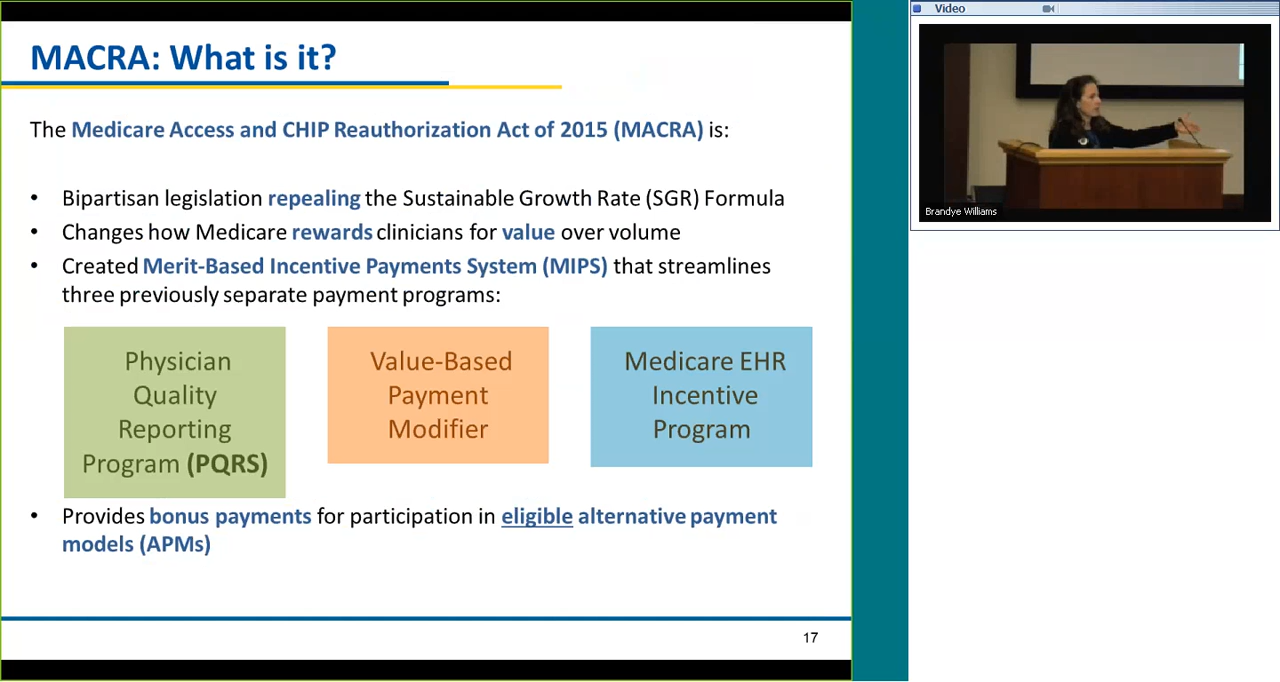 MACRA: What is it?
The Medicare Access and CHIP Reauthorization Act of 2015 (MACRA) is:
• Bipartisan legislation repealing the Sustainable Growth Rate (SGR) Formula
• Changes how Medicare rewards clinicians for value over volume
• Created Merit-Based Incentive Payments System (MIPS) that streamlines
three previously separate payment programs:
Physician
Quality
Reporting
Program (PQRS)
Value-Based
Payment
Modifier
Medicare EHR
Incentive
Program
• Provides bonus payments for participation in eligible alternative payment
models (APMs)
17
Video
Brandye Williams